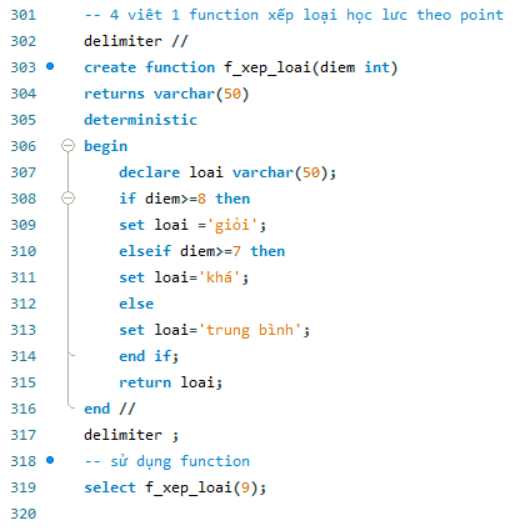 301 -- 4 viêt 1 function xếp loại học lưc theo point
302 delimiter //
303 create function f_xep_loai(diem int)
304 returns varchar(50)
305 deterministic
306 begin
307 declare loai varchar(50);
308 if diem>=8 then
309 set loai ='giỏi';
310 elseif diem>=7 then
311 set loai='khá';
312 else
313 set loai='trung bình';
314 end if;
315 return loai;
316 end //
317 delimiter ;
318 -- sử dụng function
319 select f_xep_loai(9);
320